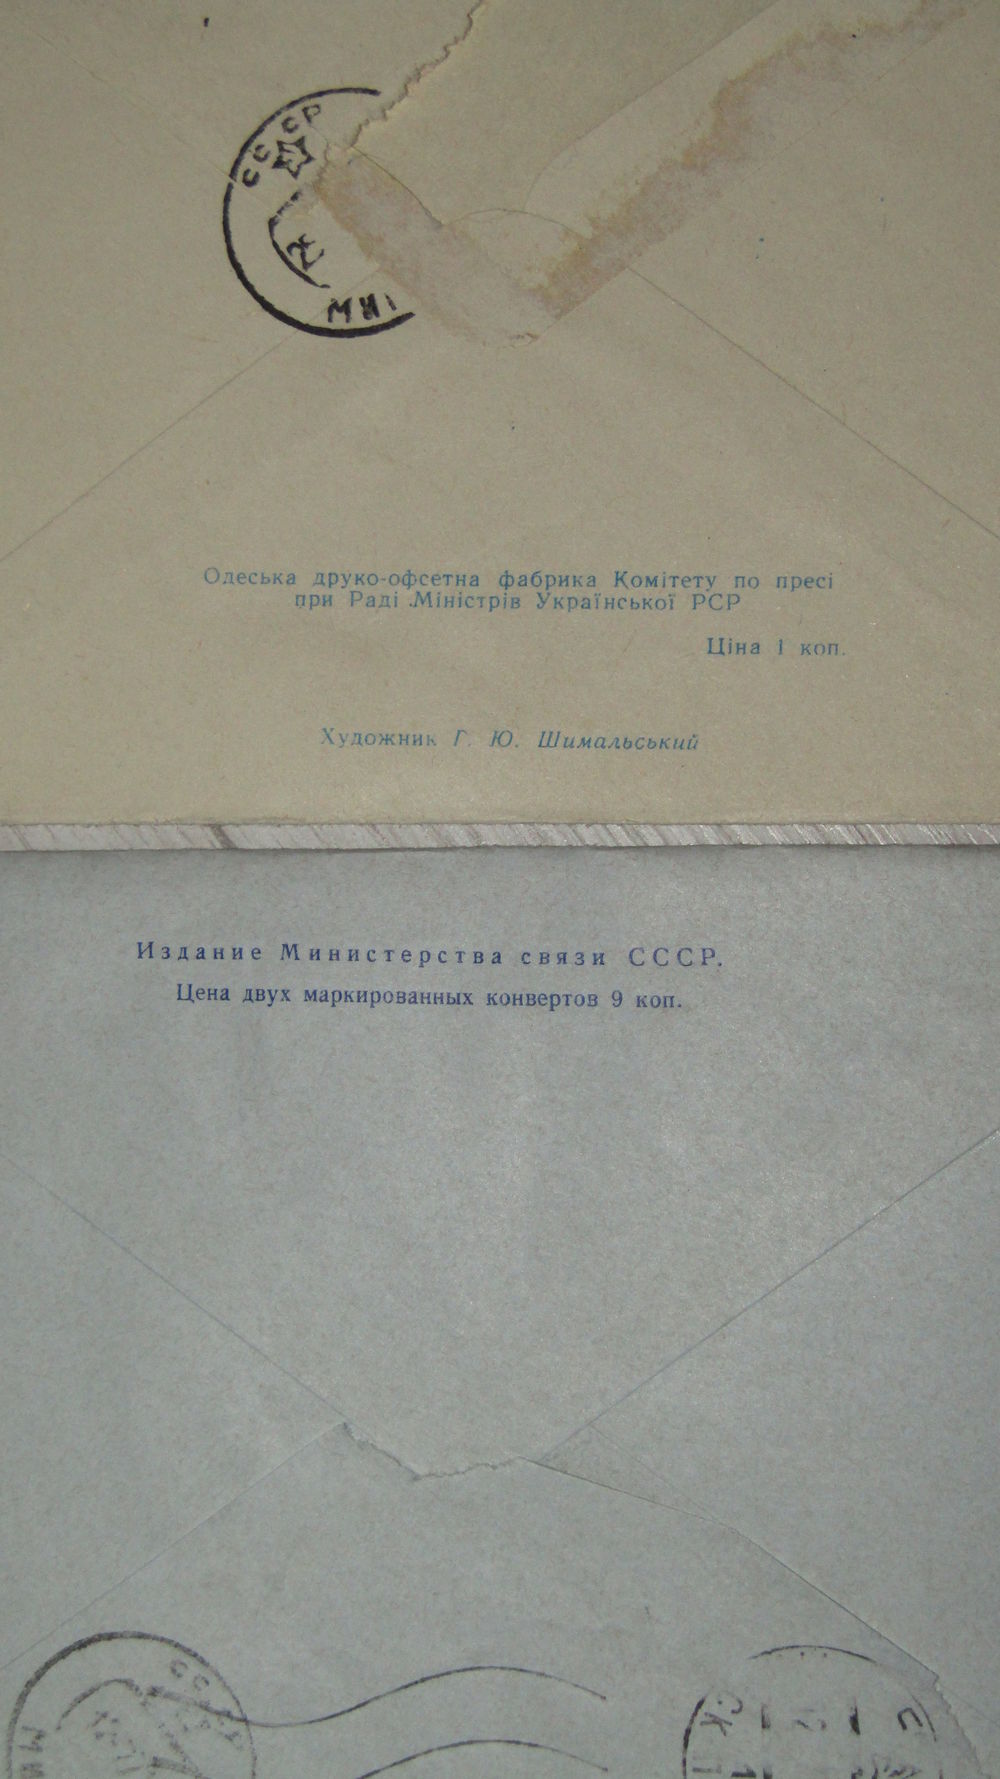 СССР
Одеська друко-офсетна фабрика Комітету по пресі
при Раді Міністрів Української РСР
Ціна 1 коп.
Художник Г. Ю. Шимальський
Издание Министерства связи СССР.
Цена двух маркированных конвертов 9 коп.